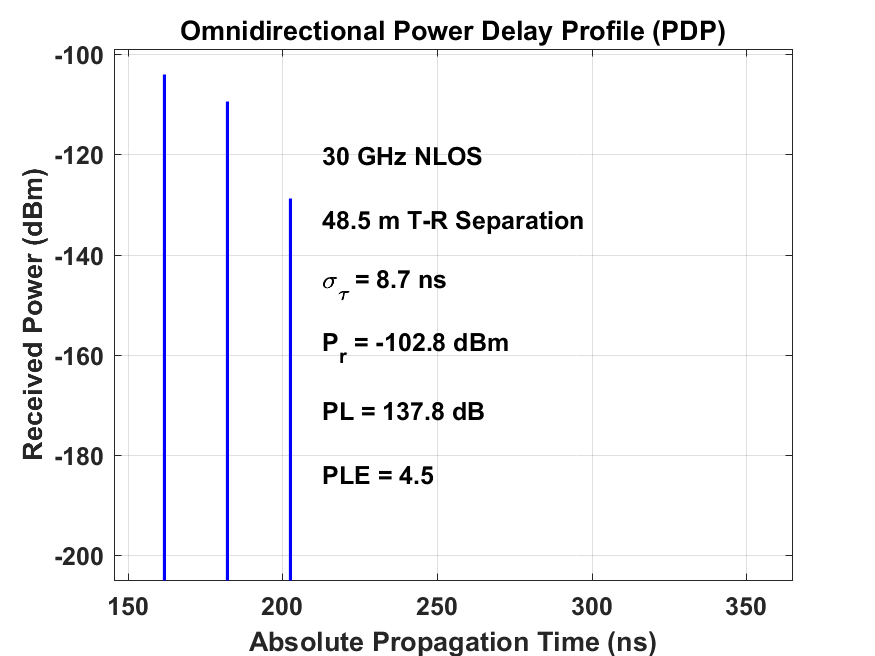 Omnidirectional Power Delay Profile (PDP)
-100
-120
-140
-160
-180
-200
Received Power (dBm)
30 GHz NLOS
48.5 m T-R Separation
σ_τ = 8.7 ns
P_r = -102.8 dBm
PL = 137.8 dB
PLE = 4.5
150 200 250 300 350
Absolute Propagation Time (ns)